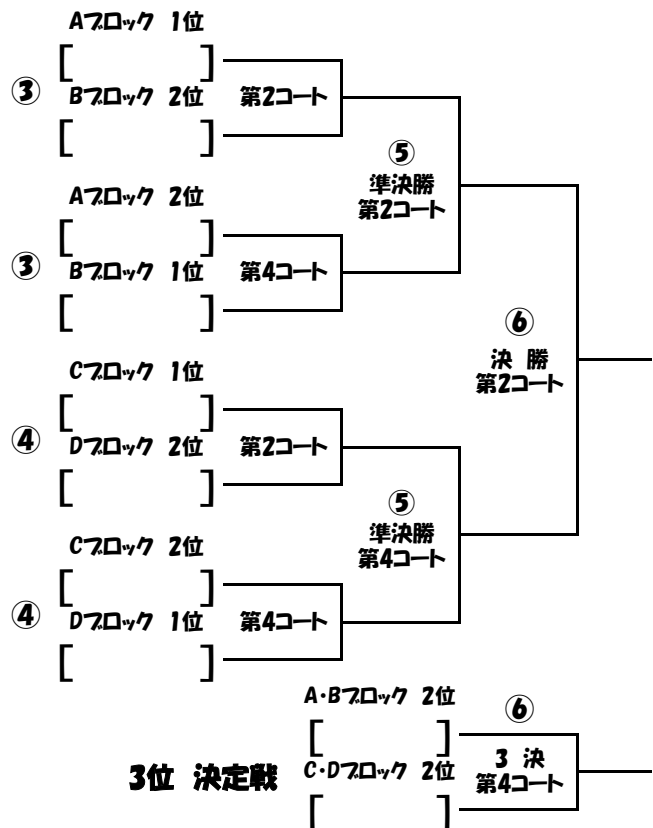 Aブロック 1位
[ ]
③ Bブロック 2位 第2コート
[ ]
⑤
準決勝
第2コート
Aブロック 2位
[ ]
③ Bブロック 1位 第4コート
[ ]
⑥
決 勝
第2コート
Cブロック 1位
[ ]
④ Dブロック 2位 第2コート
[ ]
⑤
準決勝
第4コート
Cブロック 2位
[ ]
④ Dブロック 1位 第4コート
[ ]
A・Bブロック 2位
[ ]
⑥
3位 決定戦
C・Dブロック 2位
[ ]
3 決
第4コート